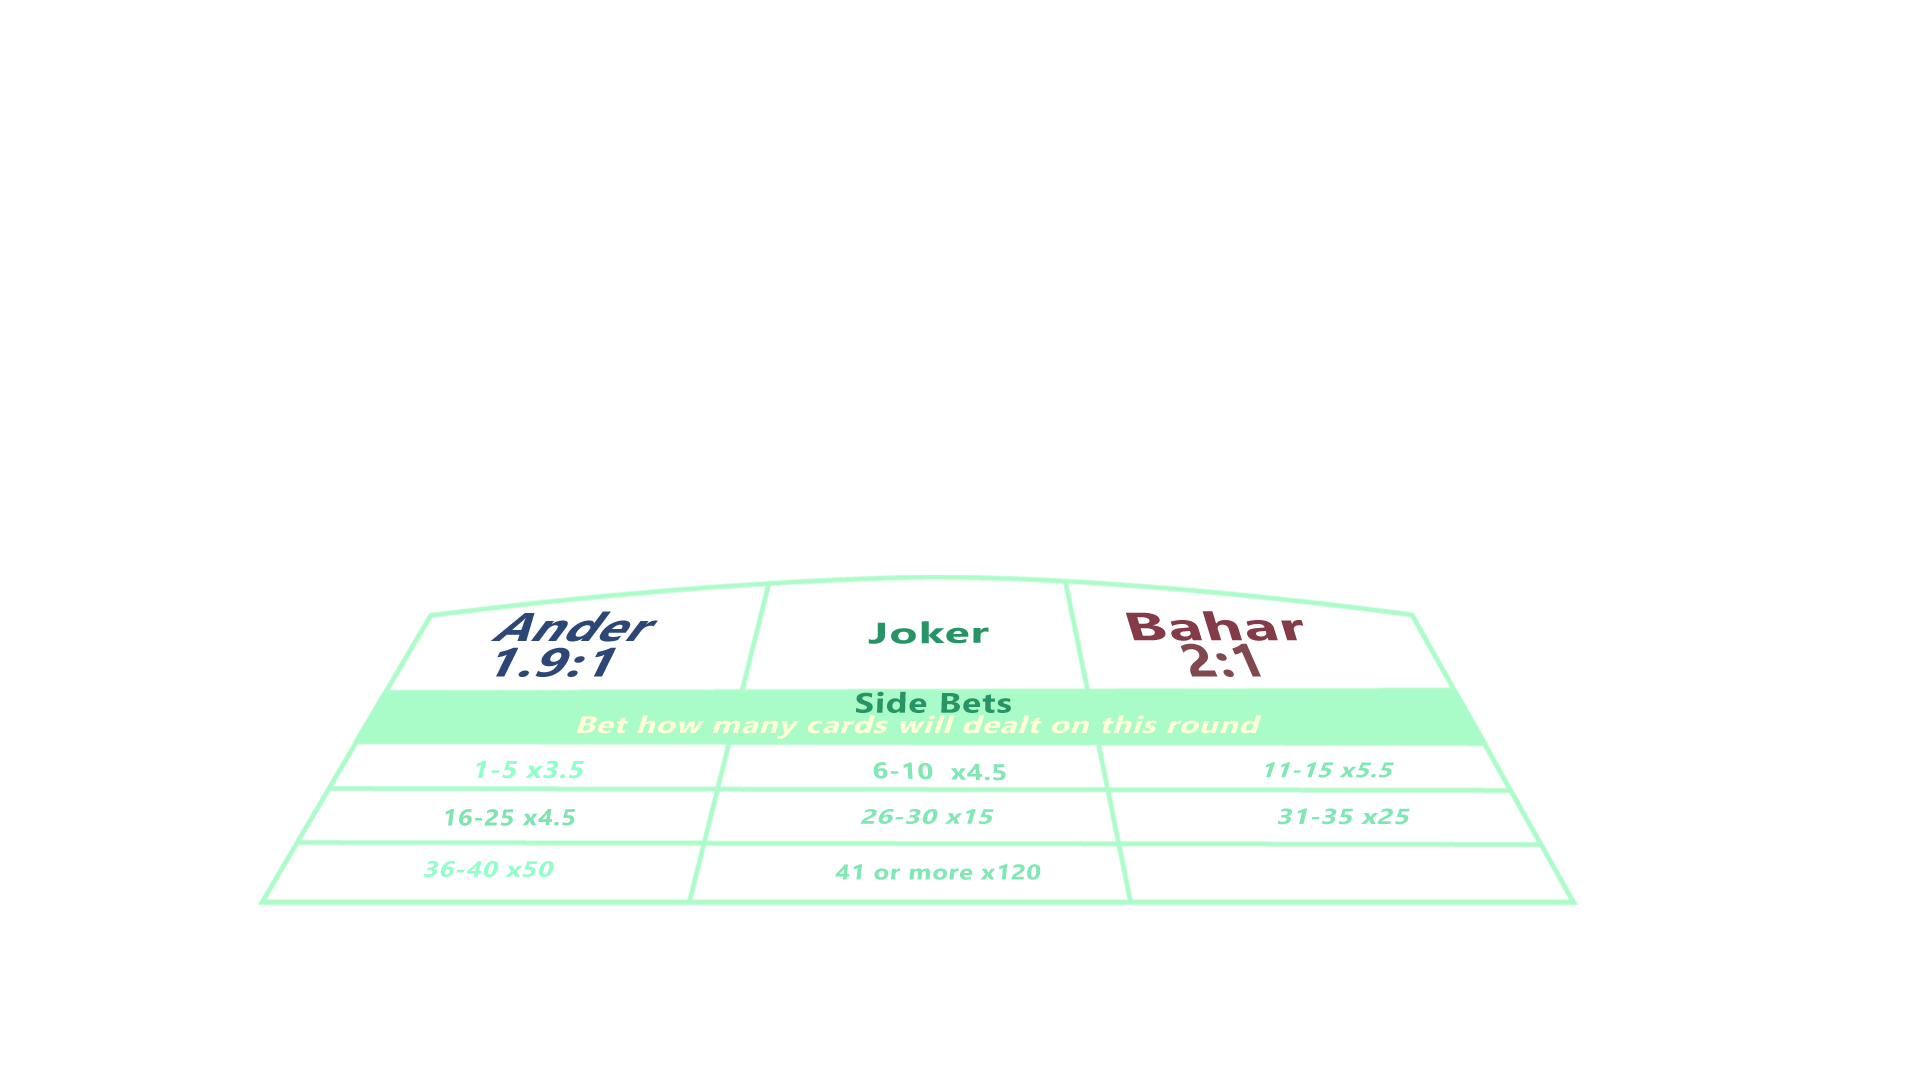 Ander
1.9:1
Joker
Bahar
2:1
Side Bets
Bet how many cards will dealt on this round
1-5 x3.5
6-10 x4.5
11-15 x5.5
16-25 x4.5
26-30 x15
31-35 x25
36-40 x50
41 or more x120